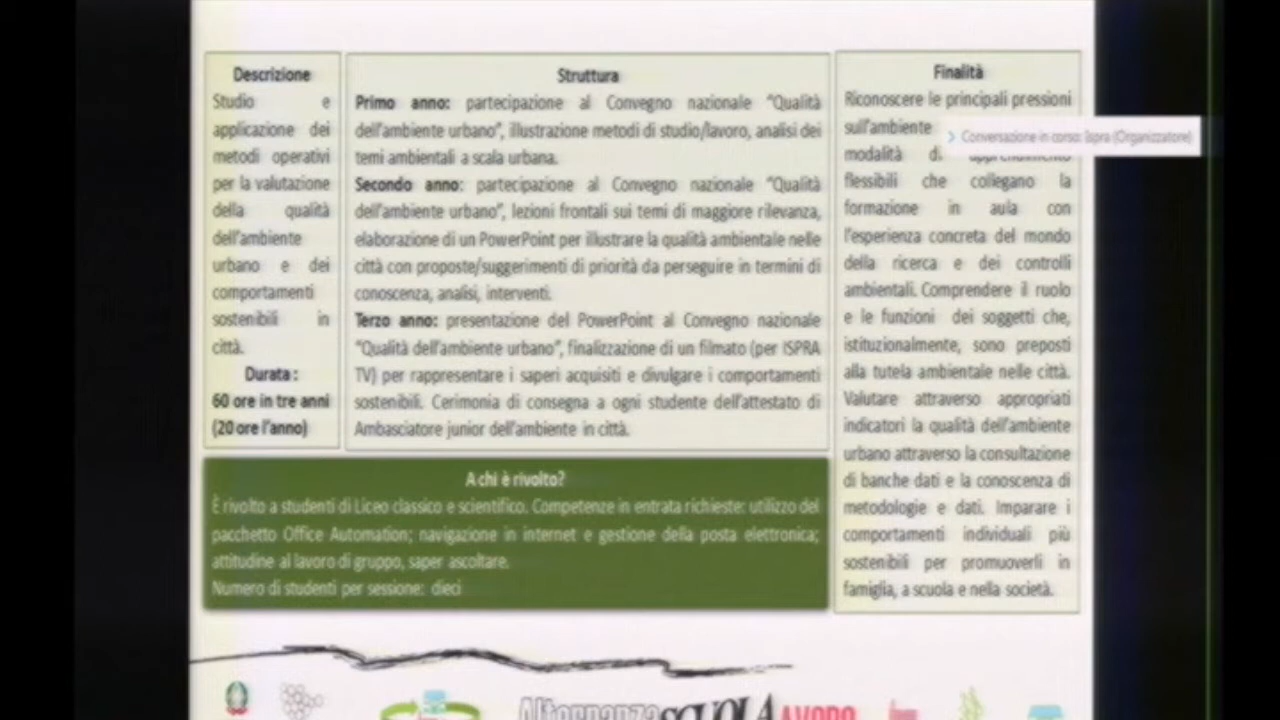 Descrizione
Studio e
applicazione dei
metodi operativi
per la valutazione
della qualità
dell'ambiente
urbano e dei
comportamenti
sostenibili in
città.
Durata :
60 ore in tre anni
(20 ore l'anno)
Struttura
Primo anno: partecipazione al Convegno nazionale "Qualità
dell'ambiente urbano", illustrazione metodi di studio/lavoro, analisi dei
temi ambientali a scala urbana.
Secondo anno: partecipazione al Convegno nazionale "Qualità
dell'ambiente urbano", lezioni frontali sui temi di maggiore rilevanza,
elaborazione di un PowerPoint per illustrare la qualità ambientale nelle
città con proposte/suggerimenti di priorità da perseguire in termini di
conoscenza, analisi, interventi.
Terzo anno: presentazione del PowerPoint al Convegno nazionale
"Qualità dell'ambiente urbano", finalizzazione di un filmato (per ISPRA
TV) per rappresentare i saperi acquisiti e divulgare i comportamenti
sostenibili. Cerimonia di consegna a ogni studente dell'attestato di
Ambasciatore junior dell'ambiente in città.
Finalità
Riconoscere le principali pressioni
sull'ambiente
modalità
flessibili che collegano la
formazione in aula con
l'esperienza concreta del mondo
della ricerca e dei controlli
ambientali. Comprendere il ruolo
e le funzioni dei soggetti che,
istituzionalmente, sono preposti
alla tutela ambientale nelle città.
Valutare attraverso appropriati
indicatori la qualità dell'ambiente
urbano attraverso la consultazione
di banche dati e la conoscenza di
metodologie e dati. Imparare i
comportamenti individuali più
sostenibili per promuoverli in
famiglia, a scuola e nella società.
Conversazione in corso: Ispra (Organizzatore)
A chi è rivolto?
È rivolto a studenti di Liceo classico e scientifico. Competenze in entrata richieste: utilizzo del
pacchetto Office Automation; navigazione in internet e gestione della posta elettronica;
attitudine al lavoro di gruppo, saper ascoltare.
Numero di studenti per sessione: dieci
Alternanza SCUOLA LAVORO